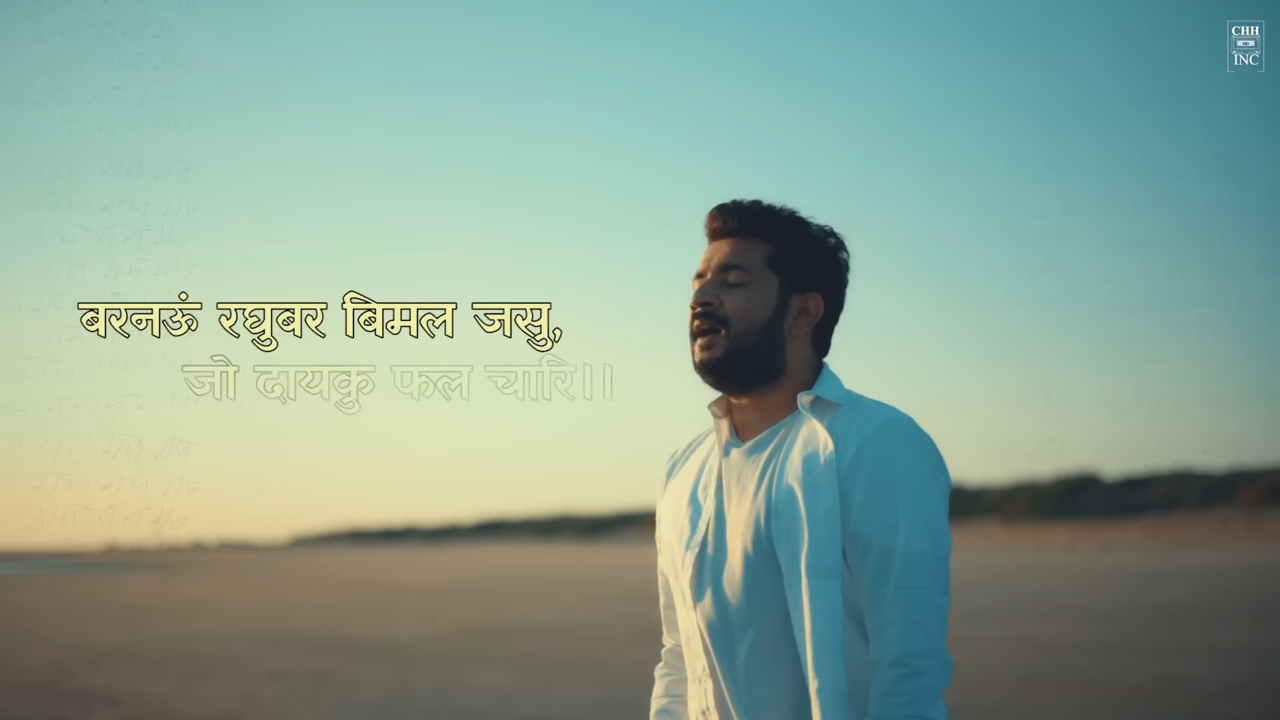 CHH
INC
बरनऊं रघुबर बिमल जसु,
जो दायकु फल चारि।।